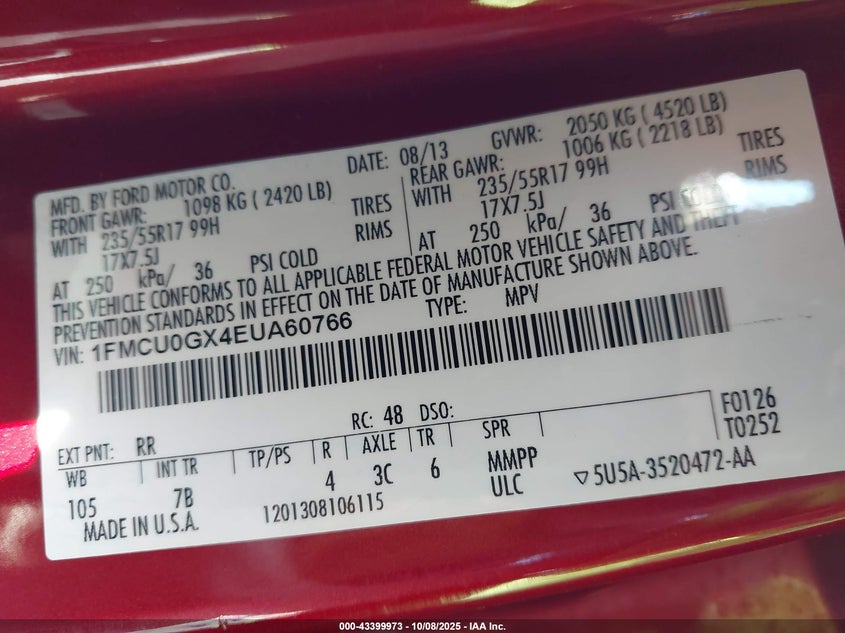 MFD. BY FORD MOTOR CO. DATE: 08/13 GVWR: 2050 KG ( 4520 LB)
FRONT GAWR: 1098 KG ( 2420 LB) REAR GAWR: 1006 KG ( 2218 LB)
WITH 235/55R17 99H TIRES WITH 235/55R17 99H TIRES
17X7.5J RIMS 17X7.5J RIMS
AT 250 kPa/ 36 PSI COLD AT 250 kPa/ 36 PSI COLD
THIS VEHICLE CONFORMS TO ALL APPLICABLE FEDERAL MOTOR VEHICLE SAFETY AND THEFT
PREVENTION STANDARDS IN EFFECT ON THE DATE OF MANUFACTURE SHOWN ABOVE.
VIN: 1FMCU0GX4EUA60766 TYPE: MPV
RC: 48 DSO:
F0126
T0252
EXT PNT: RR
WB INT TR TP/PS R AXLE TR SPR
105 7B 4 3C 6 MMPP
ULC
MADE IN U.S.A. 1201308106115 5U5A-3520472-AA
000-43399973 - 10/08/2025 - IAA Inc.